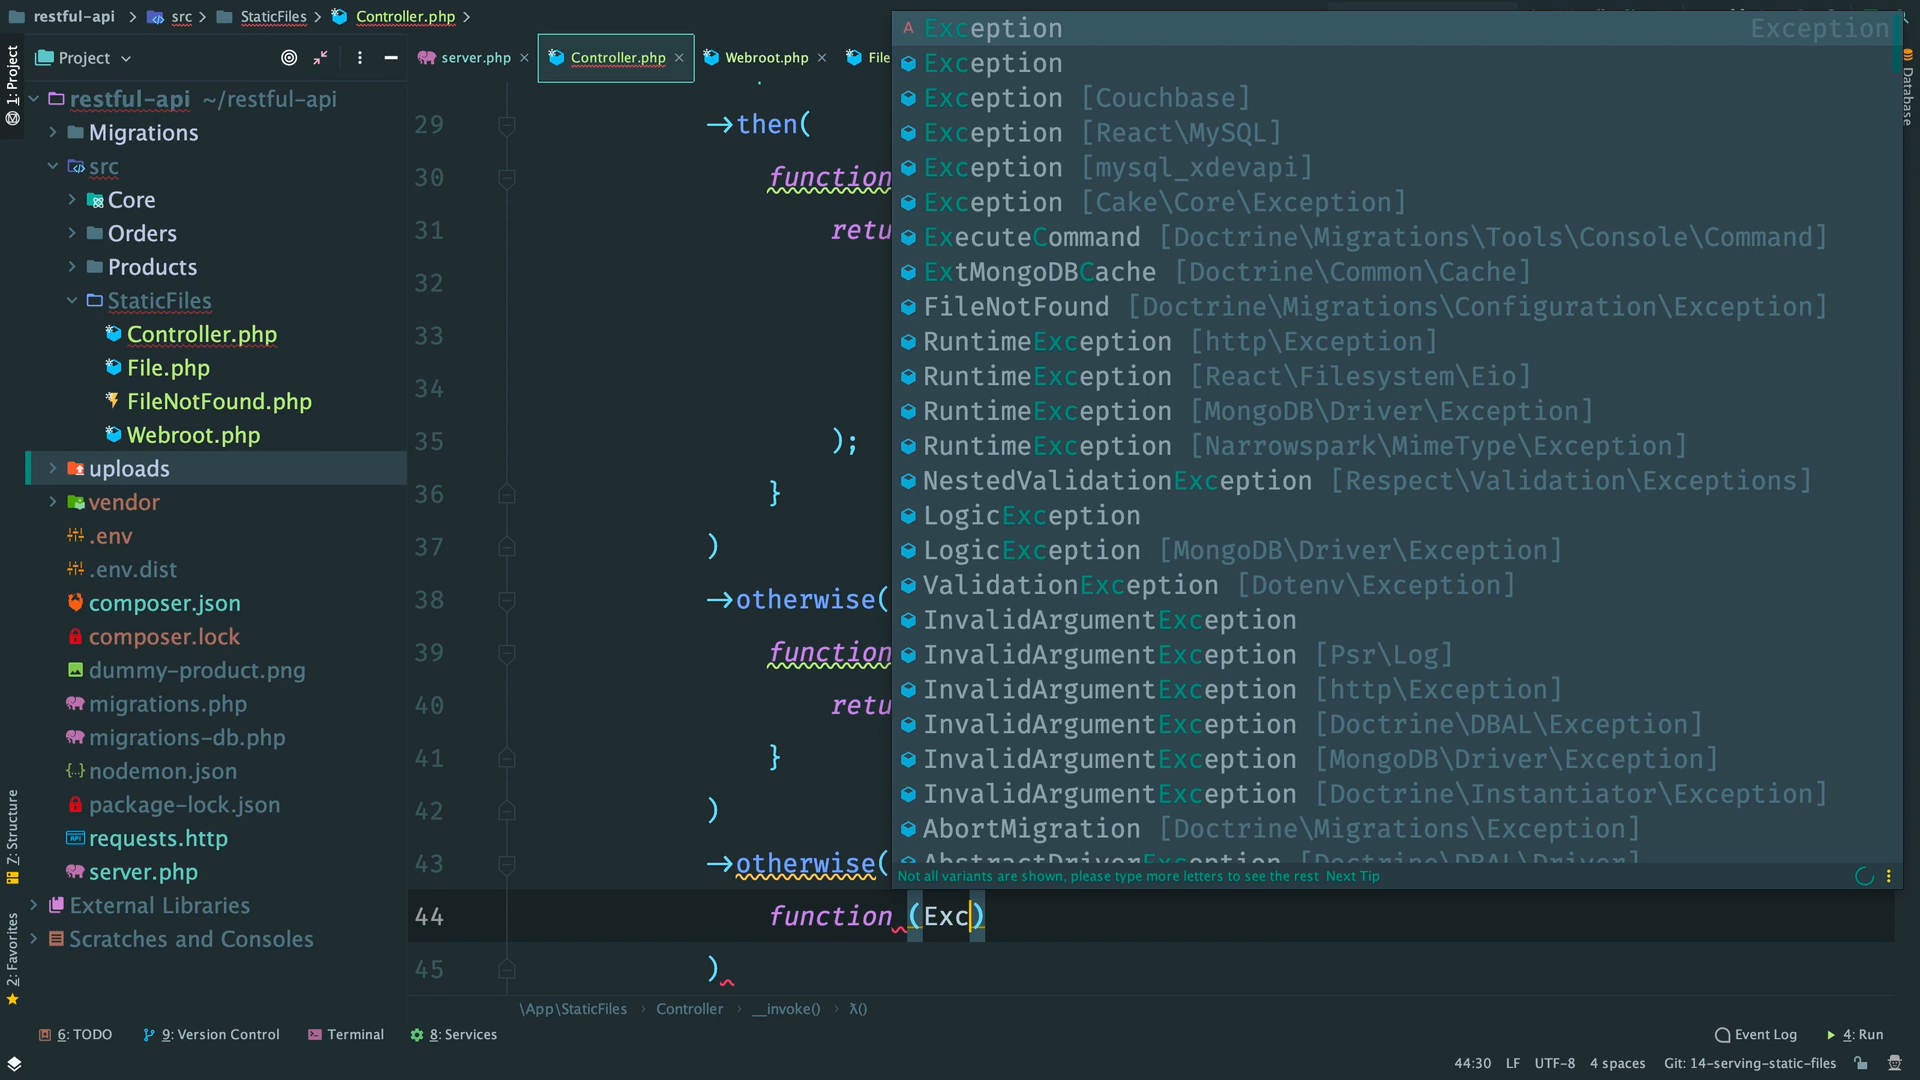 restful-api > src > StaticFiles > Controller.php >
1: Project
Project
server.php
Controller.php
Webroot.php
File
Database
restful-api ~/restful-api
Migrations
src
Core
Orders
Products
StaticFiles
Controller.php
File.php
FileNotFound.php
Webroot.php
uploads
vendor
.env
.env.dist
composer.json
composer.lock
dummy-product.png
migrations.php
migrations-db.php
nodemon.json
package-lock.json
requests.http
server.php
External Libraries
Scratches and Consoles
Z: Structure
2: Favorites
29 ->then(
30 function
31 retu
32
33
34
35 );
36 }
37 )
38 ->otherwise(
39 function
40 retu
41 }
42 )
43 ->otherwise(
44 function (Exc)
45 )
Exception Exception
Exception
Exception [Couchbase]
Exception [React\MySQL]
Exception [mysql_xdevapi]
Exception [Cake\Core\Exception]
ExecuteCommand [Doctrine\Migrations\Tools\Console\Command]
ExtMongoDBCache [Doctrine\Common\Cache]
FileNotFound [Doctrine\Migrations\Configuration\Exception]
RuntimeException [http\Exception]
RuntimeException [React\Filesystem\Eio]
RuntimeException [MongoDB\Driver\Exception]
RuntimeException [Narrowspark\MimeType\Exception]
NestedValidationException [Respect\Validation\Exceptions]
LogicException
LogicException [MongoDB\Driver\Exception]
ValidationException [Dotenv\Exception]
InvalidArgumentException
InvalidArgumentException [Psr\Log]
InvalidArgumentException [http\Exception]
InvalidArgumentException [Doctrine\DBAL\Exception]
InvalidArgumentException [MongoDB\Driver\Exception]
InvalidArgumentException [Doctrine\Instantiator\Exception]
AbortMigration [Doctrine\Migrations\Exception]
AbstractDriverException [Doctrine\DBAL\Driver]
Not all variants are shown, please type more letters to see the rest Next Tip
\App\StaticFiles > Controller > __invoke() > λ()
6: TODO
9: Version Control
Terminal
8: Services
Event Log
4: Run
44:30 LF UTF-8 4 spaces Git: 14-serving-static-files